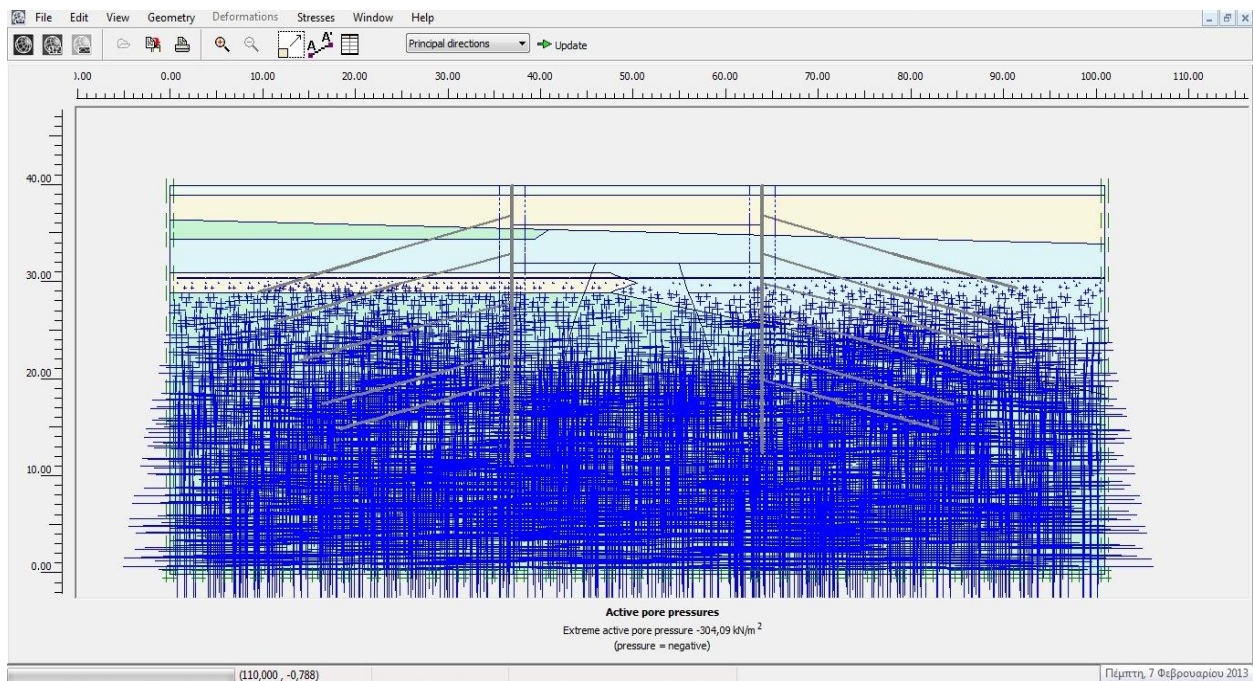 File Edit View Geometry Deformations Stresses Window Help
Principal directions Update
).00 0.00 10.00 20.00 30.00 40.00 50.00 60.00 70.00 80.00 90.00 100.00 110.00
40.00
30.00
20.00
10.00
0.00
Active pore pressures
Extreme active pore pressure -304,09 kN/m²
(pressure = negative)
(110,000 , -0,788)
Πέμπτη, 7 Φεβρουαρίου 2013